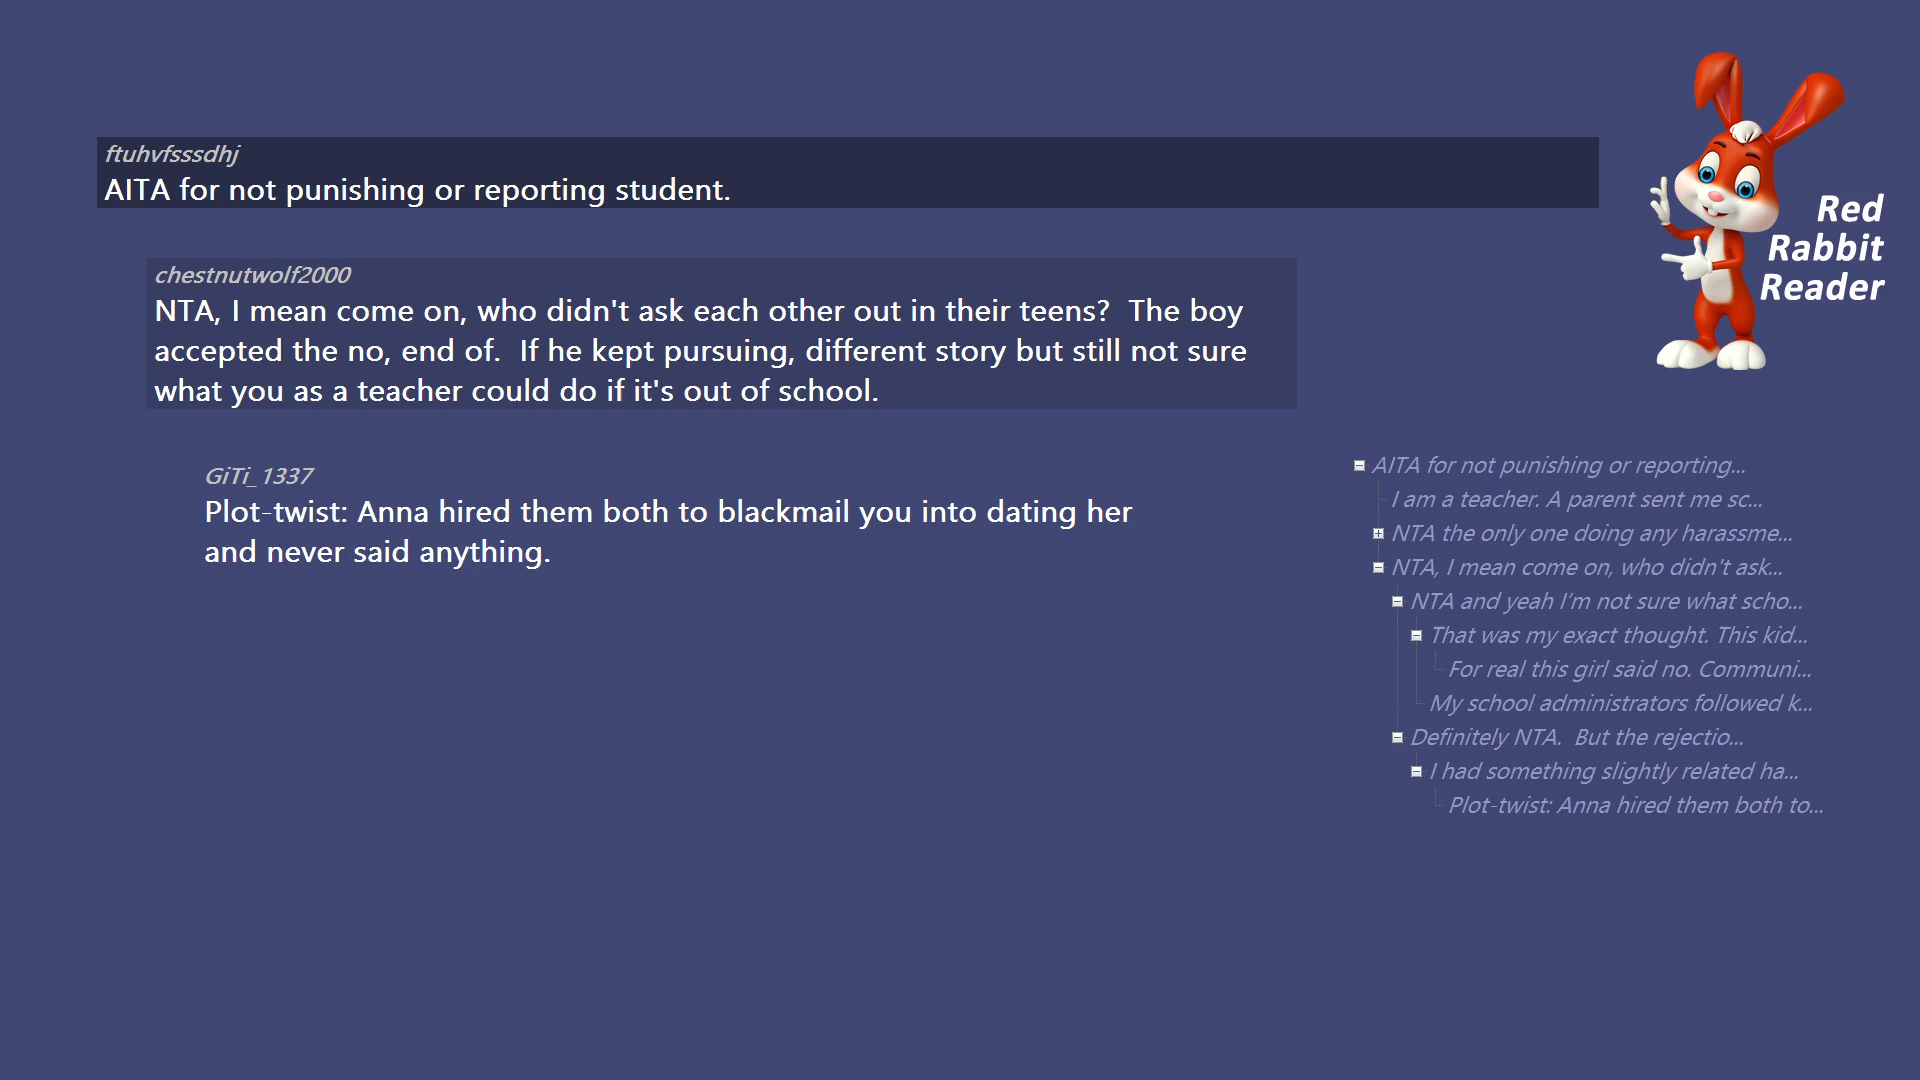 ftuhvfsssdhj
AITA for not punishing or reporting student.
chestnutwolf2000
NTA, I mean come on, who didn't ask each other out in their teens?  The boy
accepted the no, end of.  If he kept pursuing, different story but still not sure
what you as a teacher could do if it's out of school.
GiTi_1337
Plot-twist: Anna hired them both to blackmail you into dating her
and never said anything.
Red
Rabbit
Reader
AITA for not punishing or reporting...
I am a teacher. A parent sent me sc...
NTA the only one doing any harassme...
NTA, I mean come on, who didn't ask...
NTA and yeah I’m not sure what scho...
That was my exact thought. This kid...
For real this girl said no. Communi...
My school administrators followed k...
Definitely NTA.  But the rejectio...
I had something slightly related ha...
Plot-twist: Anna hired them both to...